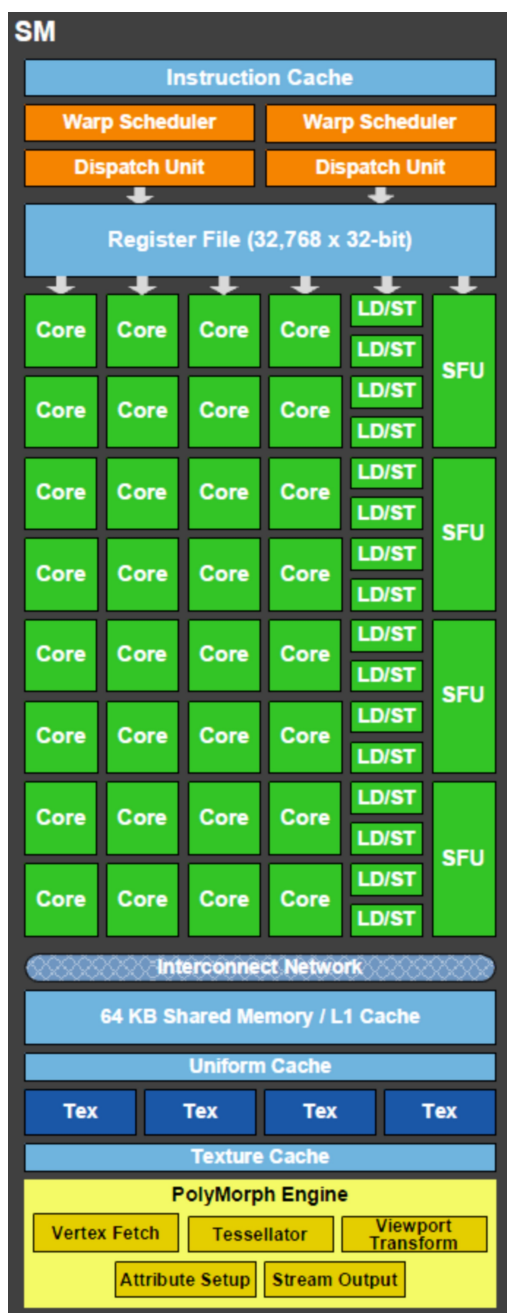 SM
Instruction Cache
Warp Scheduler Warp Scheduler
Dispatch Unit Dispatch Unit
Register File (32,768 x 32-bit)
LD/ST
Core Core Core Core
LD/ST
SFU
LD/ST
Core Core Core Core
LD/ST
LD/ST
Core Core Core Core
LD/ST
SFU
LD/ST
Core Core Core Core
LD/ST
LD/ST
Core Core Core Core
LD/ST
SFU
LD/ST
Core Core Core Core
LD/ST
LD/ST
Core Core Core Core
LD/ST
SFU
LD/ST
Core Core Core Core
LD/ST
Interconnect Network
64 KB Shared Memory / L1 Cache
Uniform Cache
Tex Tex Tex Tex
Texture Cache
PolyMorph Engine
Vertex Fetch Tessellator Viewport
Transform
Attribute Setup Stream Output